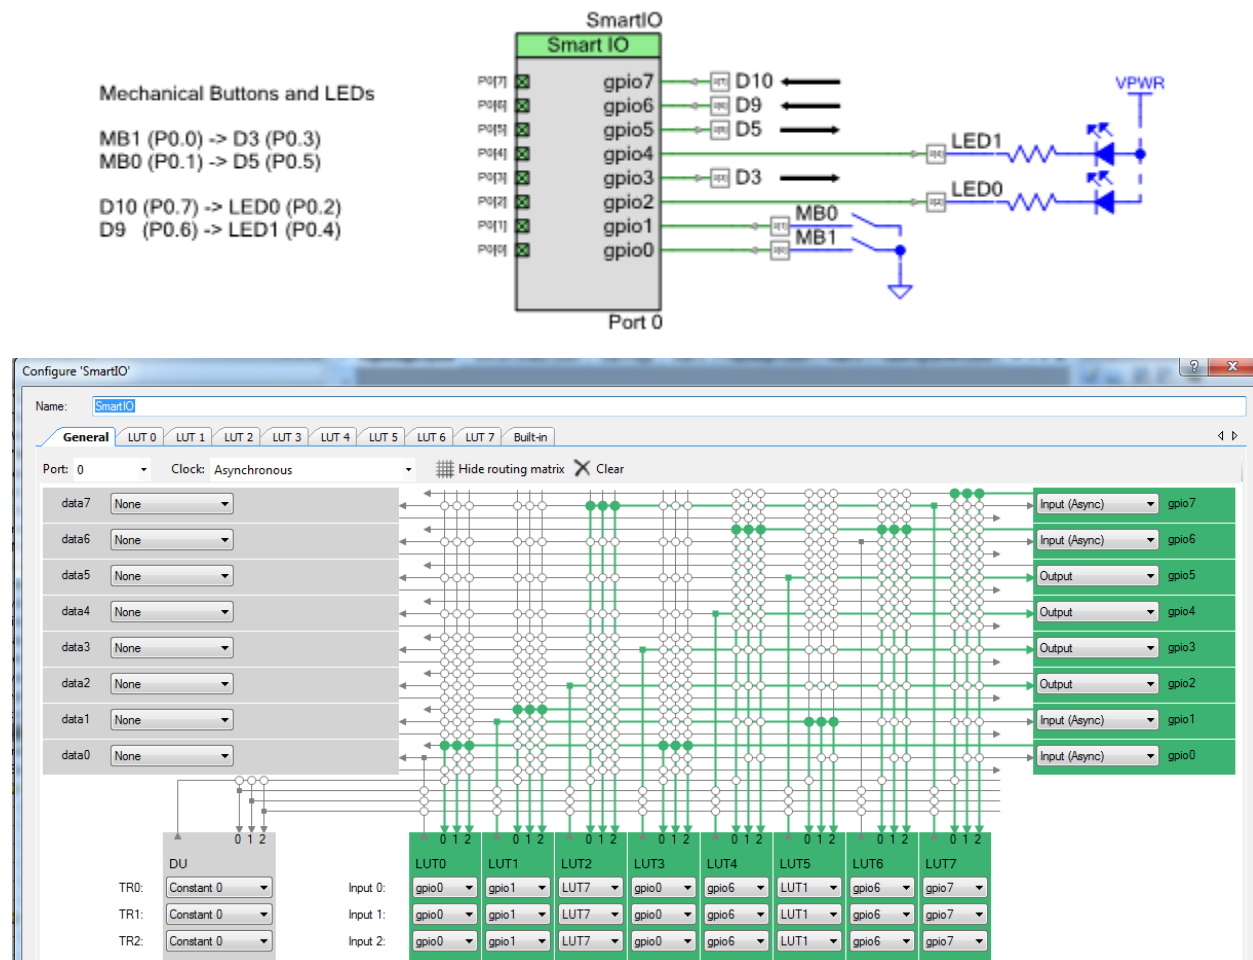 SmartIO
Smart IO
Mechanical Buttons and LEDs
MB1 (P0.0) -> D3 (P0.3)
MB0 (P0.1) -> D5 (P0.5)
D10 (P0.7) -> LED0 (P0.2)
D9 (P0.6) -> LED1 (P0.4)
P0[7] gpio7 D10
P0[6] gpio6 D9
P0[5] gpio5 D5
P0[4] gpio4 LED1
P0[3] gpio3 D3
P0[2] gpio2 LED0
P0[1] gpio1 MB0
P0[0] gpio0 MB1
VPWR
Port 0
Configure 'SmartIO'
Name: SmartIO
General LUT 0 LUT 1 LUT 2 LUT 3 LUT 4 LUT 5 LUT 6 LUT 7 Built-in
Port: 0 Clock: Asynchronous Hide routing matrix Clear
data7 None Input (Async) gpio7
data6 None Input (Async) gpio6
data5 None Output gpio5
data4 None Output gpio4
data3 None Output gpio3
data2 None Output gpio2
data1 None Input (Async) gpio1
data0 None Input (Async) gpio0
0 1 2 0 1 2 0 1 2 0 1 2 0 1 2 0 1 2 0 1 2 0 1 2 0 1 2
DU LUT0 LUT1 LUT2 LUT3 LUT4 LUT5 LUT6 LUT7
TR0: Constant 0 Input 0: gpio0 gpio1 LUT7 gpio0 gpio6 LUT1 gpio6 gpio7
TR1: Constant 0 Input 1: gpio0 gpio1 LUT7 gpio0 gpio6 LUT1 gpio6 gpio7
TR2: Constant 0 Input 2: gpio0 gpio1 LUT7 gpio0 gpio6 LUT1 gpio6 gpio7